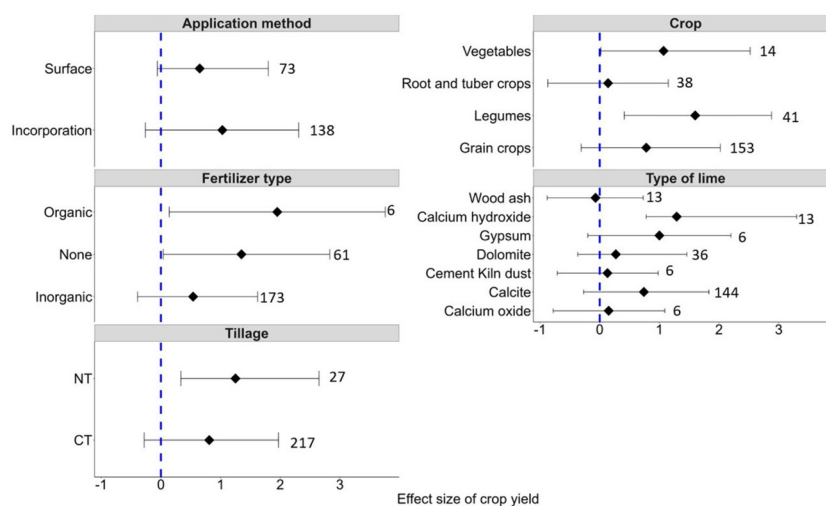 Application method
Surface 73
Incorporation 138
Fertilizer type
Organic 6
None 61
Inorganic 173
Tillage
NT 27
CT 217
-1 0 1 2 3
Crop
Vegetables 14
Root and tuber crops 38
Legumes 41
Grain crops 153
Type of lime
Wood ash 13
Calcium hydroxide 13
Gypsum 6
Dolomite 36
Cement Kiln dust 6
Calcite 144
Calcium oxide 6
-1 0 1 2 3
Effect size of crop yield